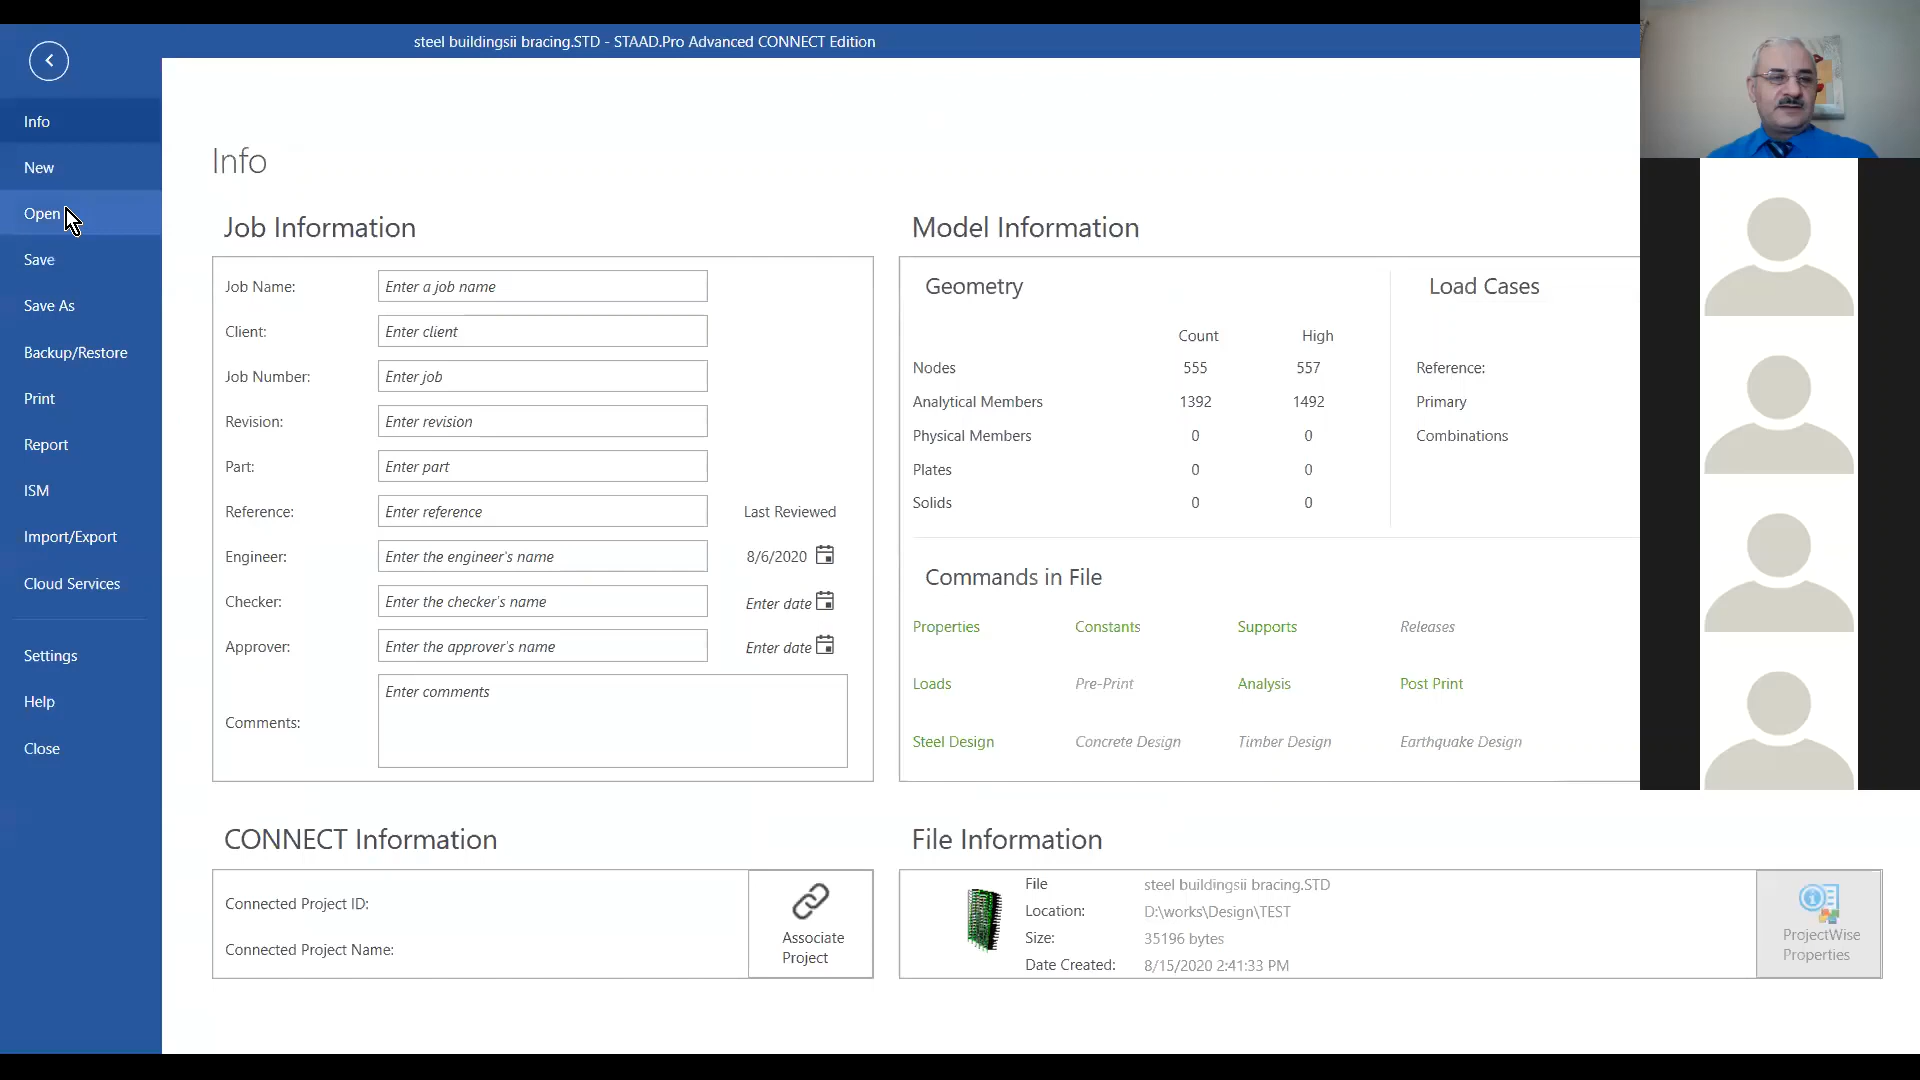 steel buildingsii bracing.STD - STAAD.Pro Advanced CONNECT Edition
Info
New
Open
Save
Save As
Backup/Restore
Print
Report
ISM
Import/Export
Cloud Services
Settings
Help
Close
Info
Job Information
Job Name:
Enter a job name
Client:
Enter client
Job Number:
Enter job
Revision:
Enter revision
Part:
Enter part
Reference:
Enter reference
Last Reviewed
Engineer:
Enter the engineer's name
8/6/2020
Checker:
Enter the checker's name
Enter date
Approver:
Enter the approver's name
Enter date
Comments:
Enter comments
Model Information
Geometry
Count High
Nodes 555 557
Analytical Members 1392 1492
Physical Members 0 0
Plates 0 0
Solids 0 0
Load Cases
Reference:
Primary
Combinations
Commands in File
Properties Constants Supports Releases
Loads Pre-Print Analysis Post Print
Steel Design Concrete Design Timber Design Earthquake Design
CONNECT Information
Connected Project ID:
Connected Project Name:
Associate
Project
File Information
File steel buildingsii bracing.STD
Location: D:\works\Design\TEST
Size: 35196 bytes
Date Created: 8/15/2020 2:41:33 PM
ProjectWise
Properties